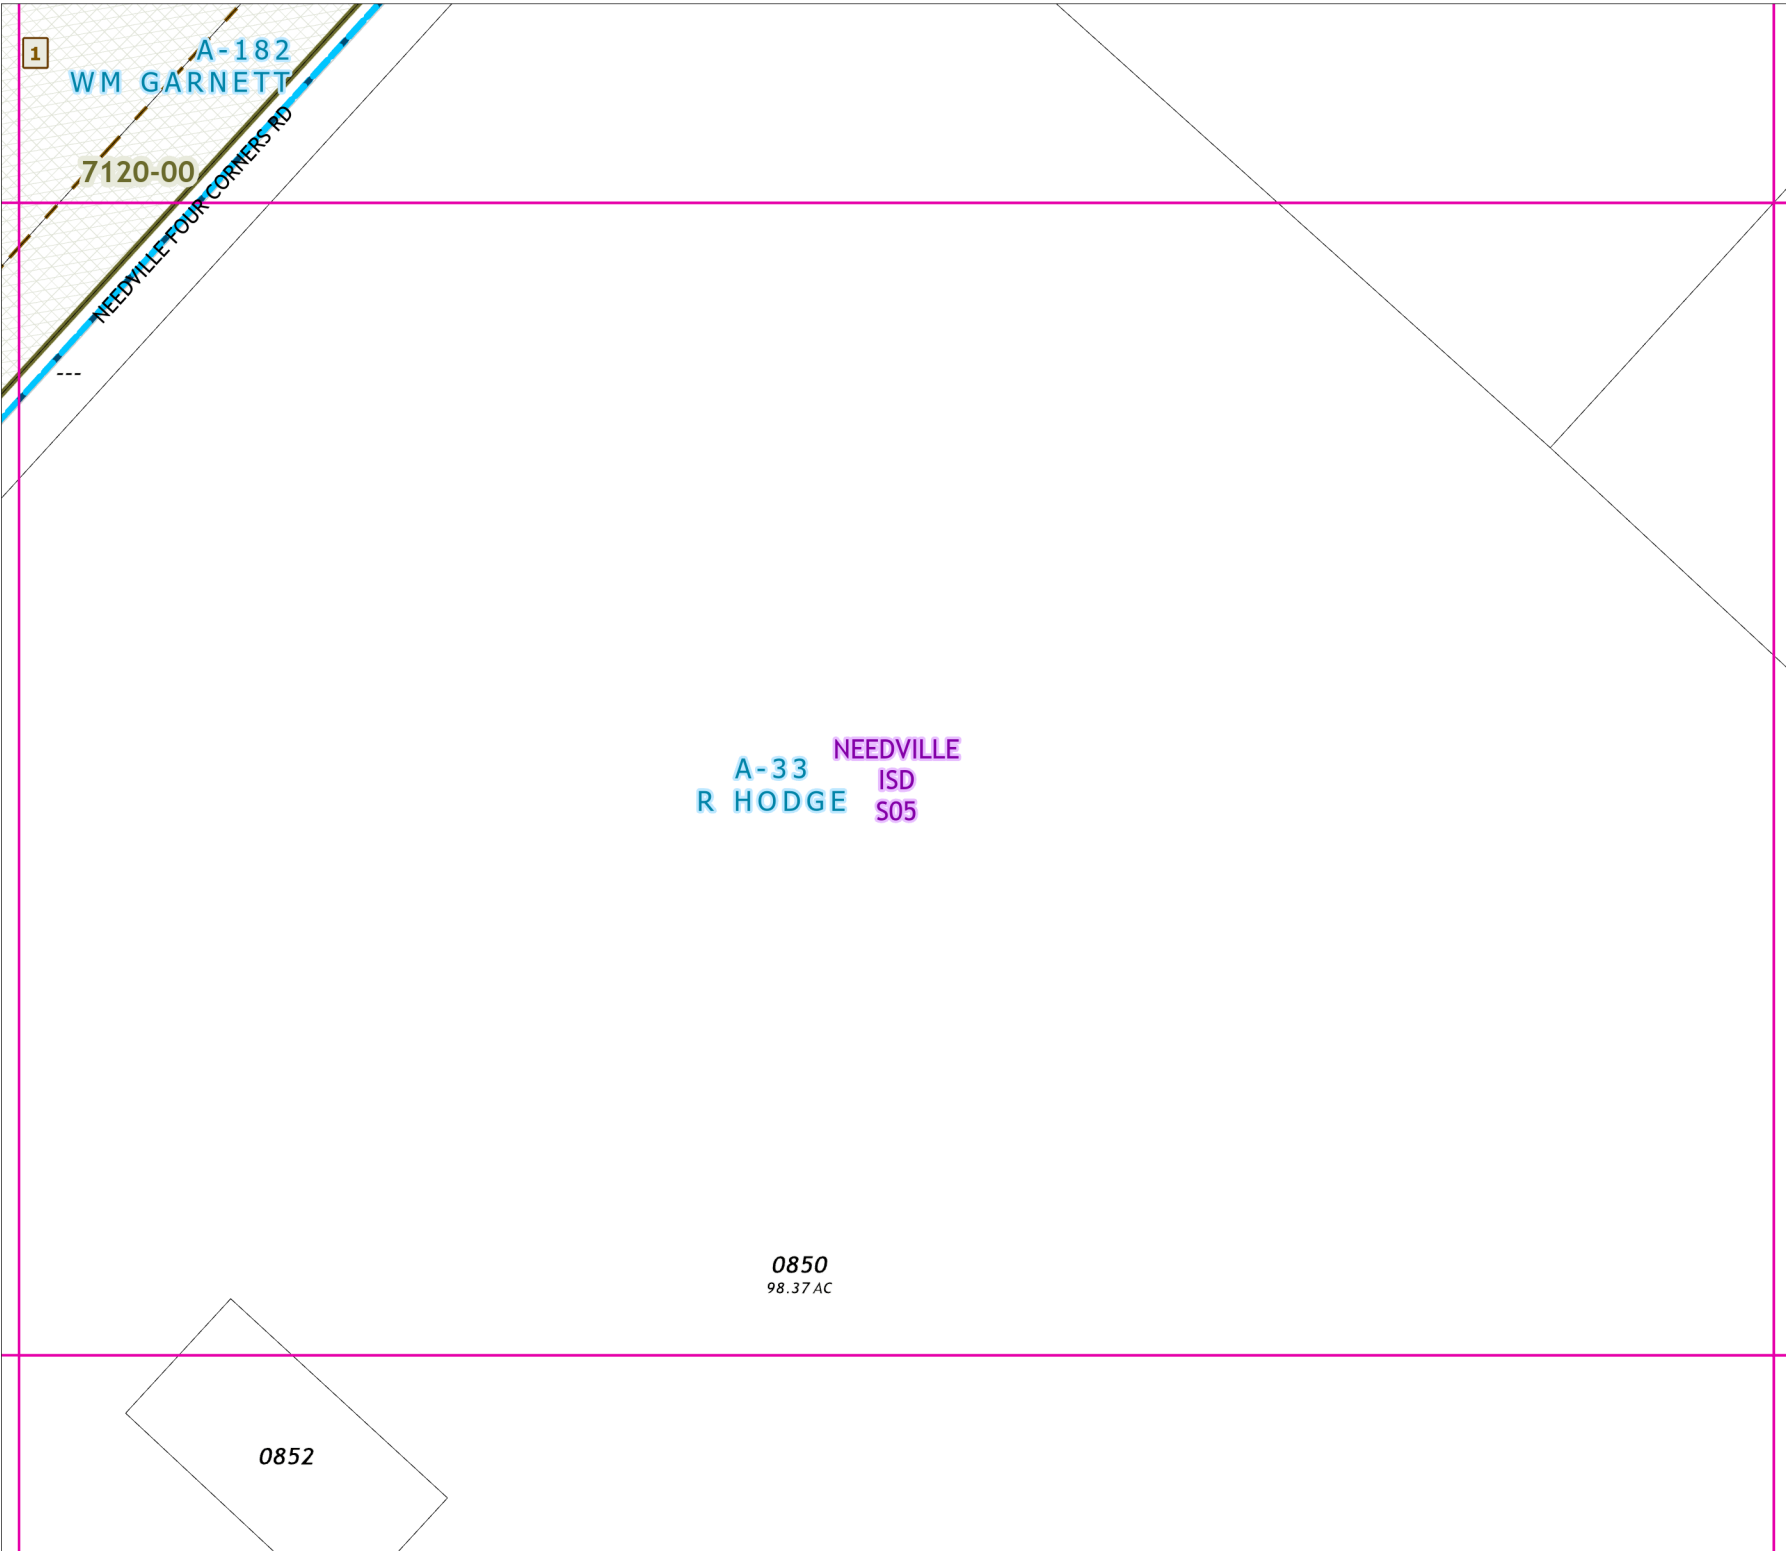 1
A-182
WM GARNETT
7120-00
NEEDVILLE FOUR CORNERS RD
---
NEEDVILLE
ISD
S05
A-33
R HODGE
0850
98.37 AC
0852